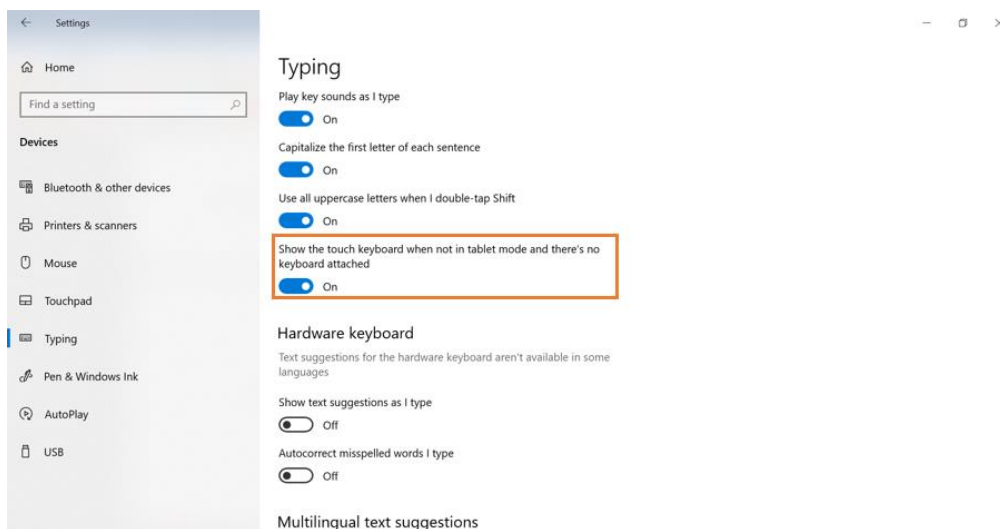 Settings
Home
Find a setting
Devices
Bluetooth & other devices
Printers & scanners
Mouse
Touchpad
Typing
Pen & Windows Ink
AutoPlay
USB
Typing
Play key sounds as I type
On
Capitalize the first letter of each sentence
On
Use all uppercase letters when I double-tap Shift
On
Show the touch keyboard when not in tablet mode and there's no
keyboard attached
On
Hardware keyboard
Text suggestions for the hardware keyboard aren't available in some
languages
Show text suggestions as I type
Off
Autocorrect misspelled words I type
Off
Multilingual text suggestions